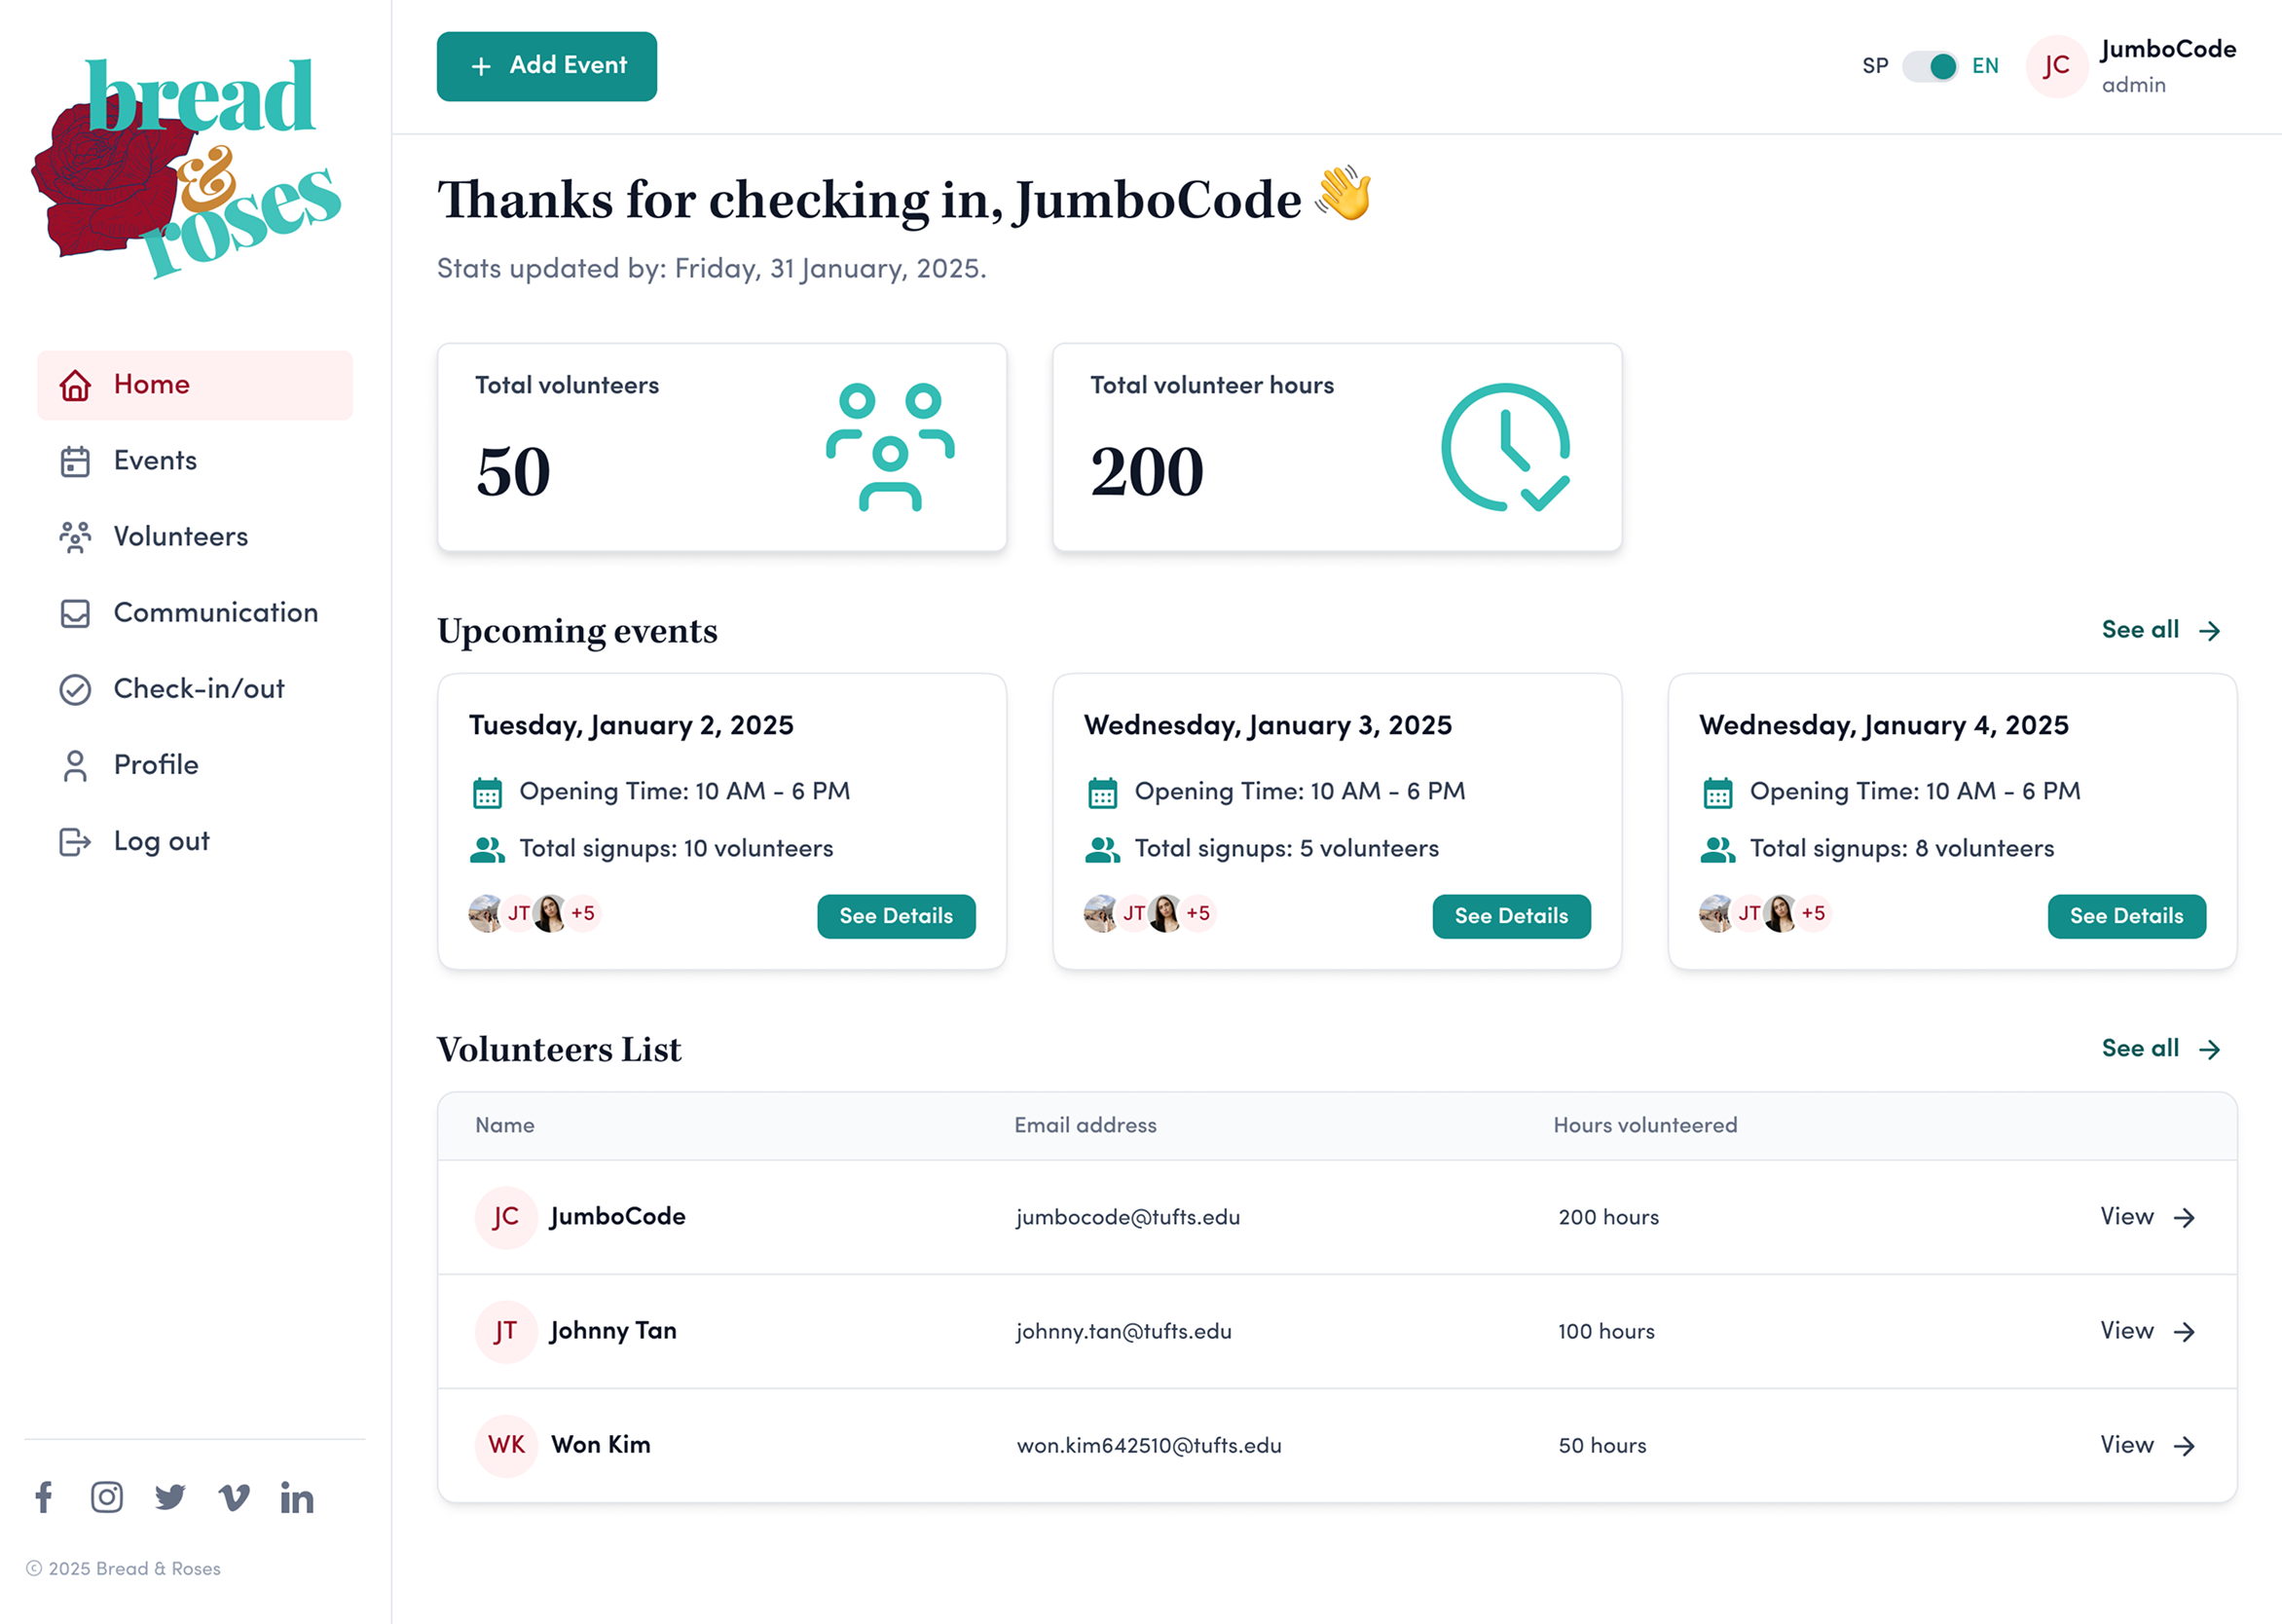 bread
&
roses
Home
Events
Volunteers
Communication
Check-in/out
Profile
Log out
© 2025 Bread & Roses
+ Add Event
SP EN
JC JumboCode
admin
Thanks for checking in, JumboCode 👋
Stats updated by: Friday, 31 January, 2025.
Total volunteers
50
Total volunteer hours
200
Upcoming events
See all →
Tuesday, January 2, 2025
Opening Time: 10 AM - 6 PM
Total signups: 10 volunteers
JT +5
See Details
Wednesday, January 3, 2025
Opening Time: 10 AM - 6 PM
Total signups: 5 volunteers
JT +5
See Details
Wednesday, January 4, 2025
Opening Time: 10 AM - 6 PM
Total signups: 8 volunteers
JT +5
See Details
Volunteers List
See all →
Name Email address Hours volunteered
JC JumboCode jumbocode@tufts.edu 200 hours View →
JT Johnny Tan johnny.tan@tufts.edu 100 hours View →
WK Won Kim won.kim642510@tufts.edu 50 hours View →